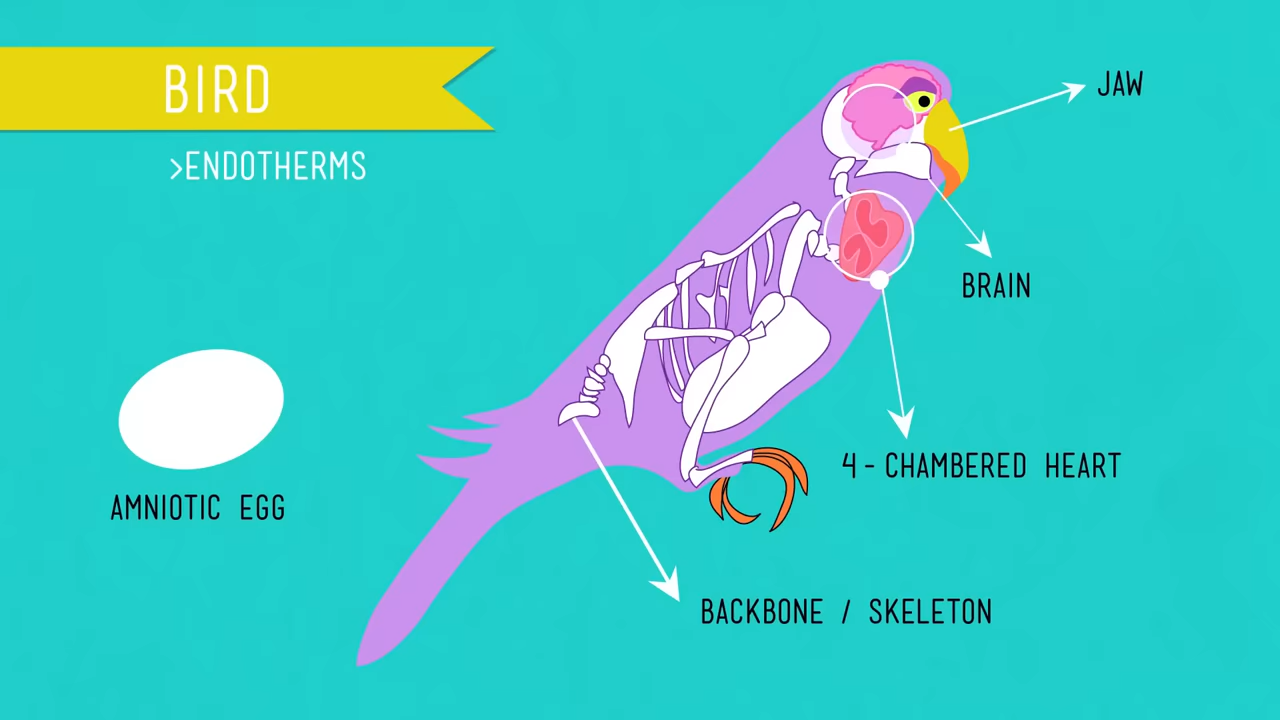 BIRD
>ENDOTHERMS
JAW
BRAIN
4 - CHAMBERED HEART
AMNIOTIC EGG
BACKBONE / SKELETON